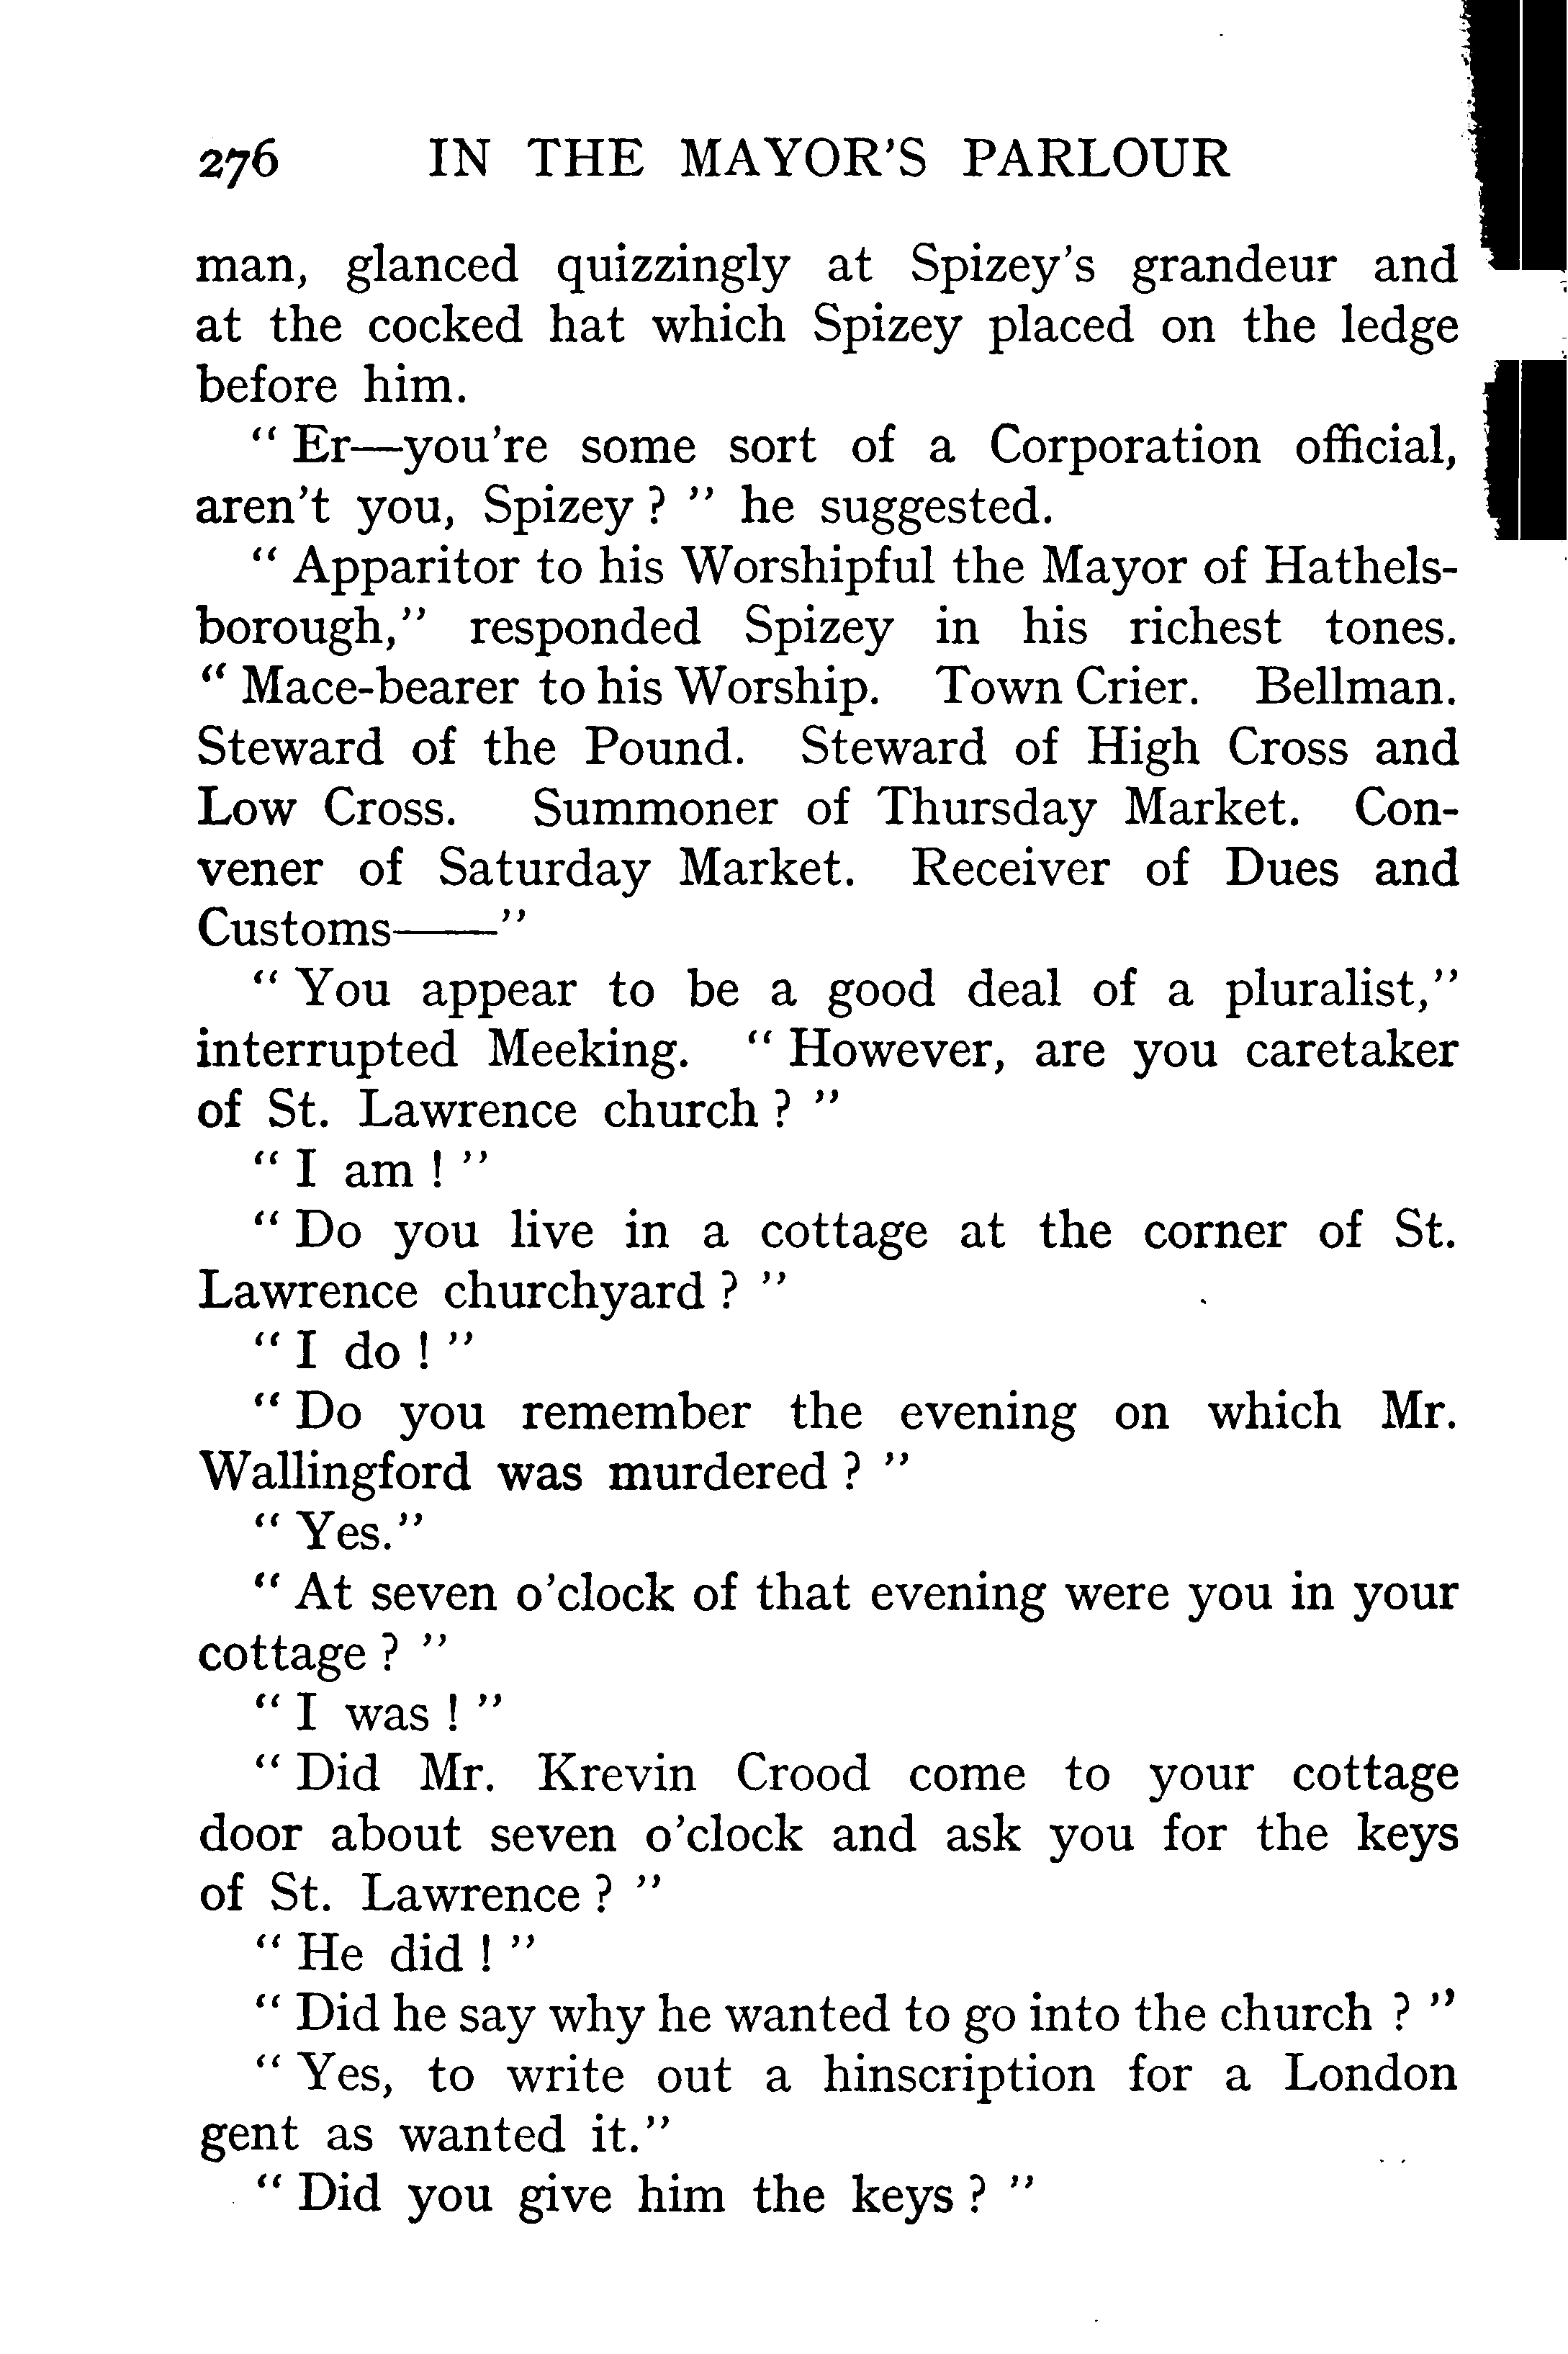 276 IN THE MAYOR'S PARLOUR
man, glanced quizzingly at Spizey's grandeur and
at the cocked hat which Spizey placed on the ledge
before him.
“ Er—you're some sort of a Corporation official,
aren't you, Spizey ? ” he suggested.
“ Apparitor to his Worshipful the Mayor of Hathels-
borough,” responded Spizey in his richest tones.
“ Mace-bearer to his Worship. Town Crier. Bellman.
Steward of the Pound. Steward of High Cross and
Low Cross. Summoner of Thursday Market. Con-
vener of Saturday Market. Receiver of Dues and
Customs——”
“ You appear to be a good deal of a pluralist,”
interrupted Meeking. “ However, are you caretaker
of St. Lawrence church ? ”
“ I am ! ”
“ Do you live in a cottage at the corner of St.
Lawrence churchyard ? ”
“ I do ! ”
“ Do you remember the evening on which Mr.
Wallingford was murdered ? ”
“ Yes.”
“ At seven o'clock of that evening were you in your
cottage ? ”
“ I was ! ”
“ Did Mr. Krevin Crood come to your cottage
door about seven o'clock and ask you for the keys
of St. Lawrence ? ”
“ He did ! ”
“ Did he say why he wanted to go into the church ? ”
“ Yes, to write out a hinscription for a London
gent as wanted it.”
“ Did you give him the keys ? ”